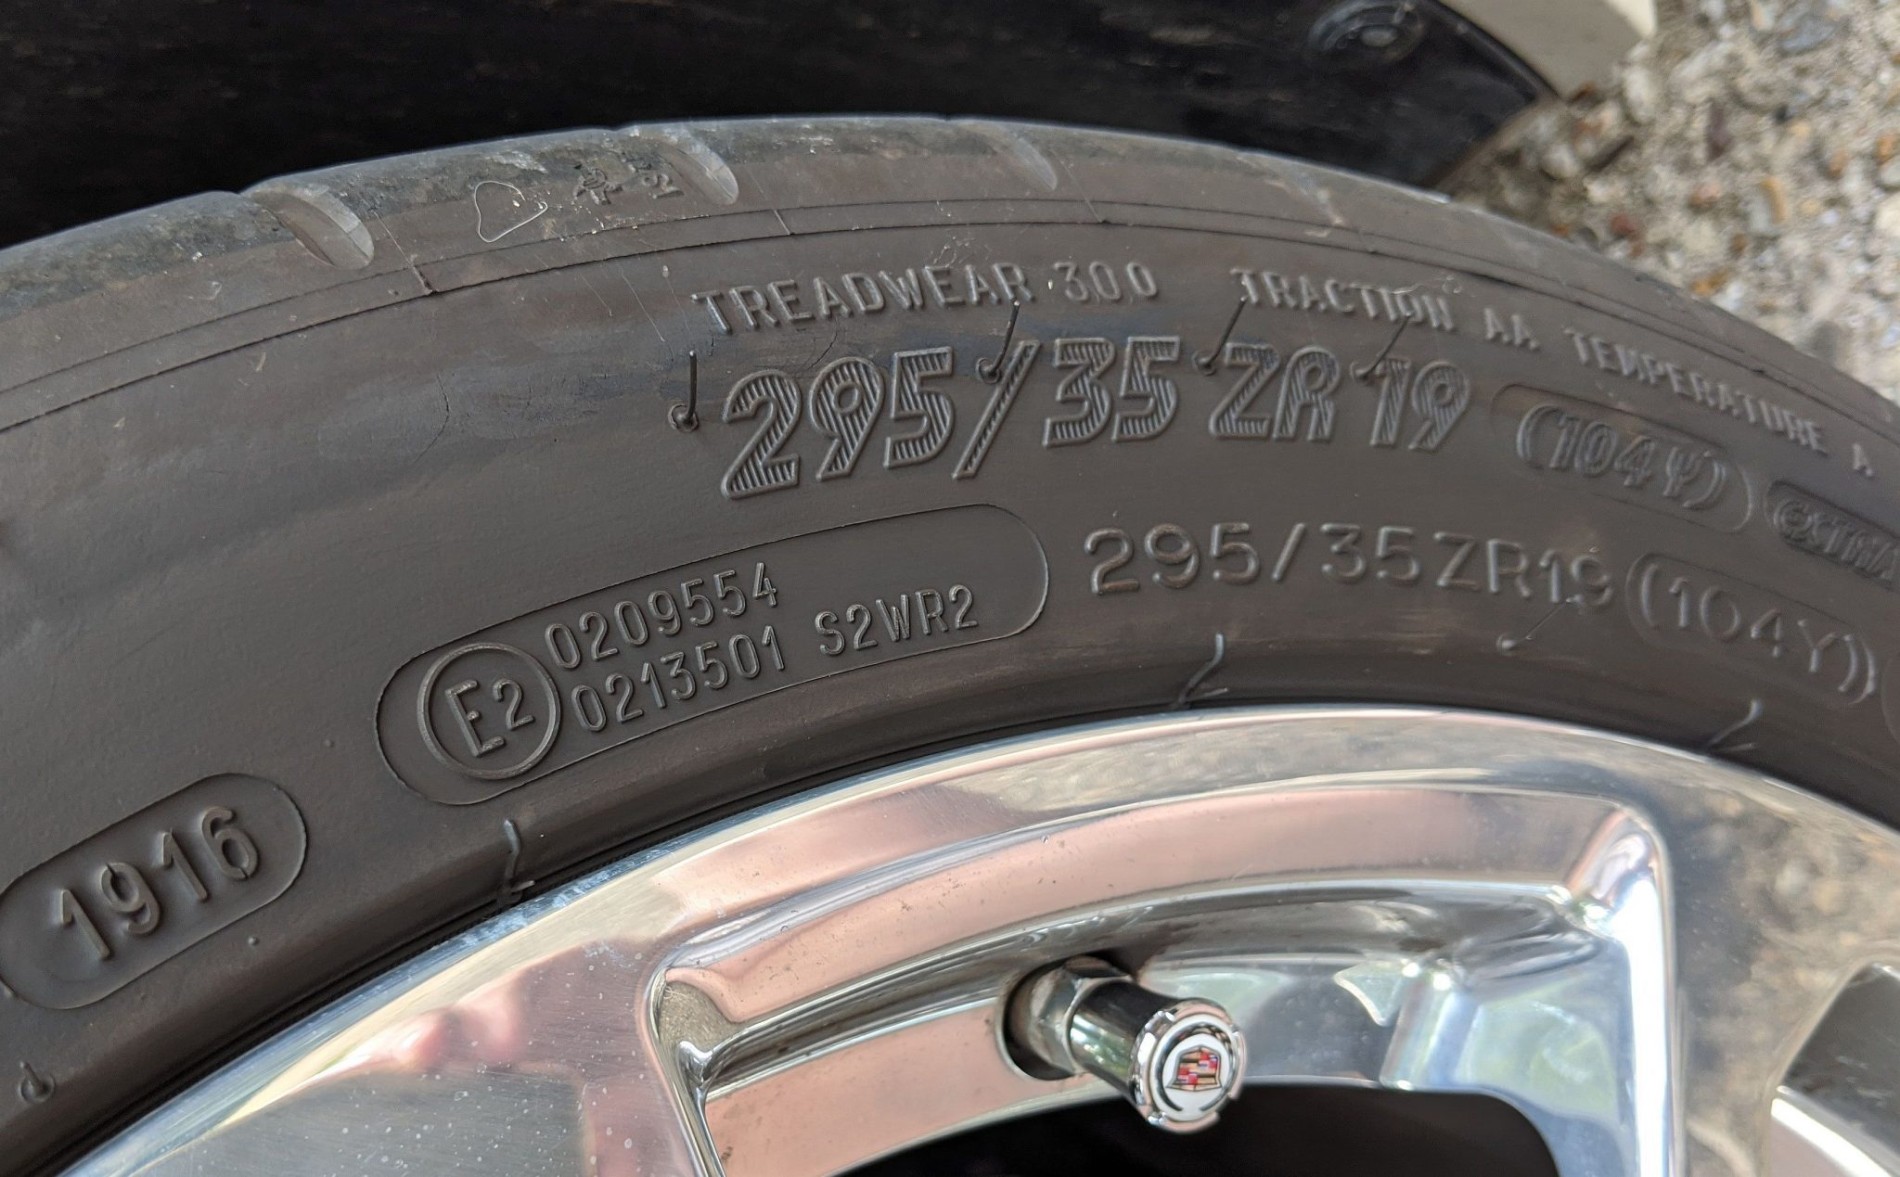 TREADWEAR 300 TRACTION AA TEMPERATURE A
295/35 ZR 19 (104Y)
295/35ZR19 (104Y)
E2 0209554
0213501 S2WR2
1916